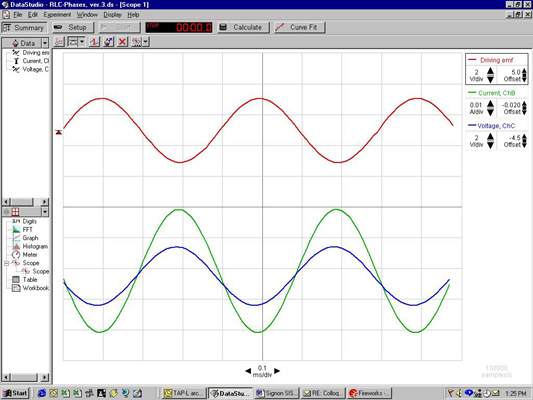 DataStudio - RLC-Phases, ver.3.ds - [Scope 1]
File Edit Experiment Window Display Help
Summary Setup Start 00:00.0 Calculate Curve Fit
Data
Driving emf
Current, Ch
Voltage, C
Digits
FFT
Graph
Histogram
Meter
Scope
Scope
Table
Workbook
Driving emf
2 5.0
V/div Offset
Current, ChB
0.01 -0.020
A/div Offset
Voltage, ChC
2 -4.5
V/div Offset
0.1
ms/div
100000
samples/s
Start TAP-L arc... DataStu... Signon SIS... RE: Colloq... Fireworks -... 1:25 PM